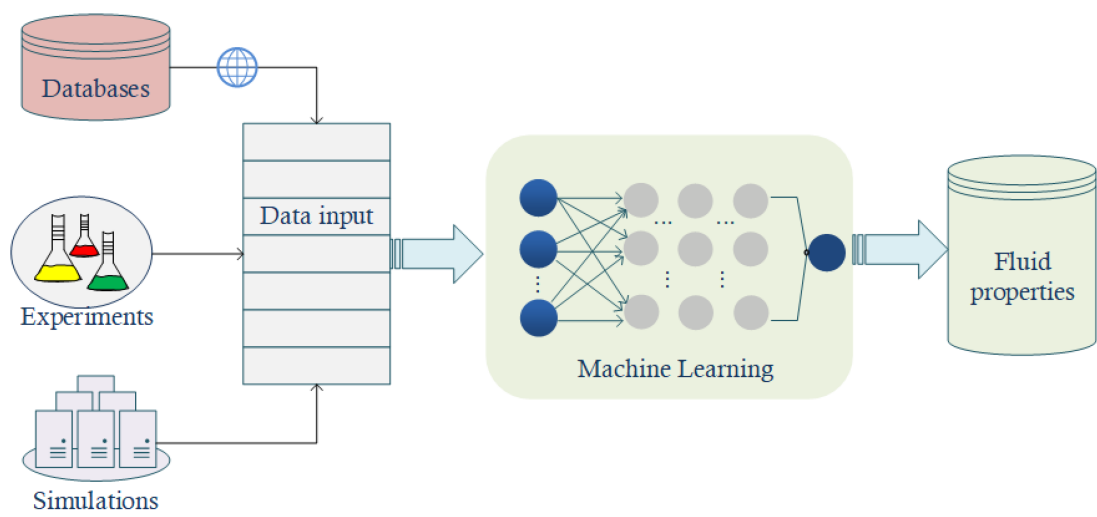 Databases
Data input
Experiments
Simulations
Machine Learning
Fluid
properties